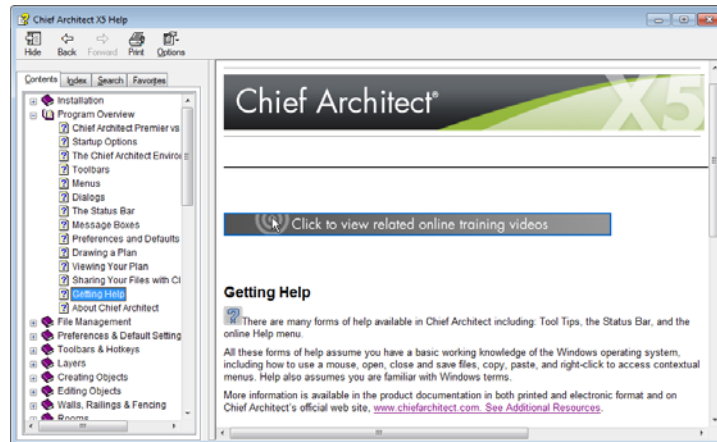 Chief Architect X5 Help
Hide Back Forward Print Options
Contents Index Search Favorites
Installation
Program Overview
Chief Architect Premier vs
Startup Options
The Chief Architect Enviro
Toolbars
Menus
Dialogs
The Status Bar
Message Boxes
Preferences and Defaults
Drawing a Plan
Viewing Your Plan
Sharing Your Files with C
Getting Help
About Chief Architect
File Management
Preferences & Default Setting
Toolbars & Hotkeys
Layers
Creating Objects
Editing Objects
Walls, Railings & Fencing
Rooms
Chief Architect® X5
Click to view related online training videos
Getting Help
There are many forms of help available in Chief Architect including: Tool Tips, the Status Bar, and the
online Help menu.
All these forms of help assume you have a basic working knowledge of the Windows operating system,
including how to use a mouse, open, close and save files, copy, paste, and right-click to access contextual
menus. Help also assumes you are familiar with Windows terms.
More information is available in the product documentation in both printed and electronic format and on
Chief Architect's official web site, www.chiefarchitect.com. See Additional Resources.